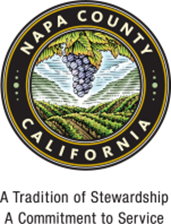 NAPA COUNTY
CALIFORNIA
A Tradition of Stewardship
A Commitment to Service